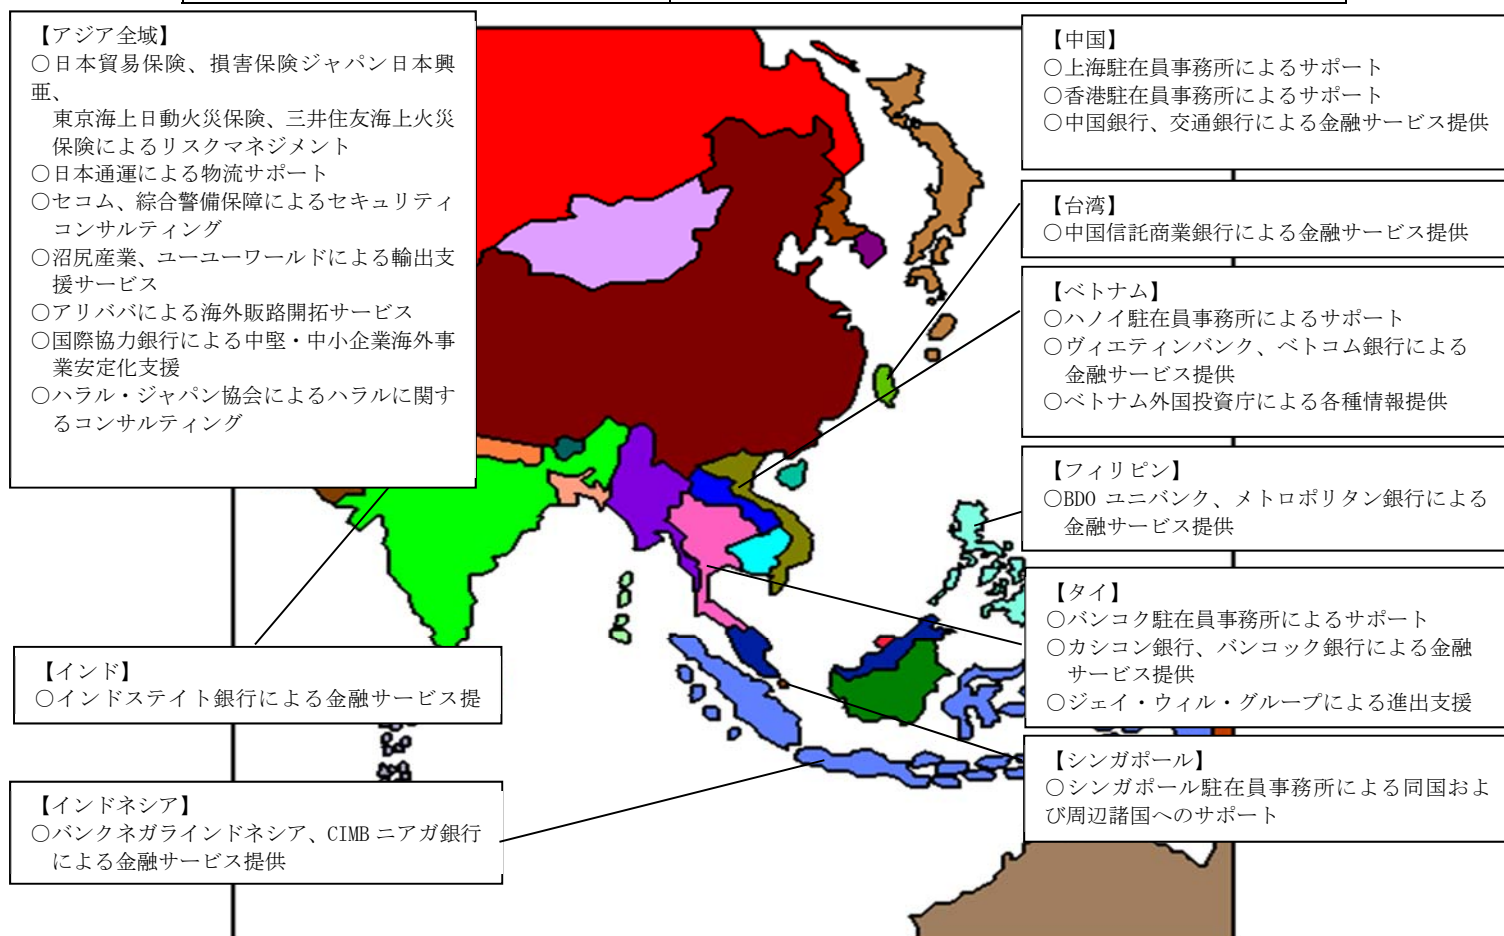 【アジア全域】
○日本貿易保険、損害保険ジャパン日本興
亜、
東京海上日動火災保険、三井住友海上火災
保険によるリスクマネジメント
○日本通運による物流サポート
○セコム、綜合警備保障によるセキュリティ
コンサルティング
○沼尻産業、ユーユーワールドによる輸出支
援サービス
○アリババによる海外販路開拓サービス
○国際協力銀行による中堅・中小企業海外事
業安定化支援
○ハラル・ジャパン協会によるハラルに関す
るコンサルティング
【インド】
○インドステイト銀行による金融サービス提
【インドネシア】
○バンクネガラインドネシア、CIMB ニアガ銀行
による金融サービス提供
【中国】
○上海駐在員事務所によるサポート
○香港駐在員事務所によるサポート
○中国銀行、交通銀行による金融サービス提供
【台湾】
○中国信託商業銀行による金融サービス提供
【ベトナム】
○ハノイ駐在員事務所によるサポート
○ヴィエティンバンク、ベトコム銀行による
金融サービス提供
○ベトナム外国投資庁による各種情報提供
【フィリピン】
○BDO ユニバンク、メトロポリタン銀行による
金融サービス提供
【タイ】
○バンコク駐在員事務所によるサポート
○カシコン銀行、バンコック銀行による金融
サービス提供
○ジェイ・ウィル・グループによる進出支援
【シンガポール】
○シンガポール駐在員事務所による同国およ
び周辺諸国へのサポート